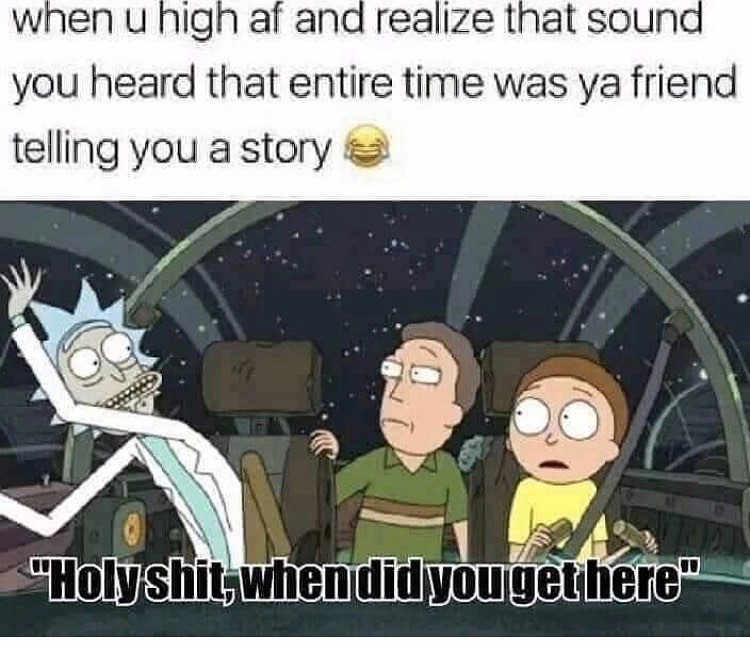 when u high af and realize that sound
you heard that entire time was ya friend
telling you a story 😂
"Holy shit, when did you get here"